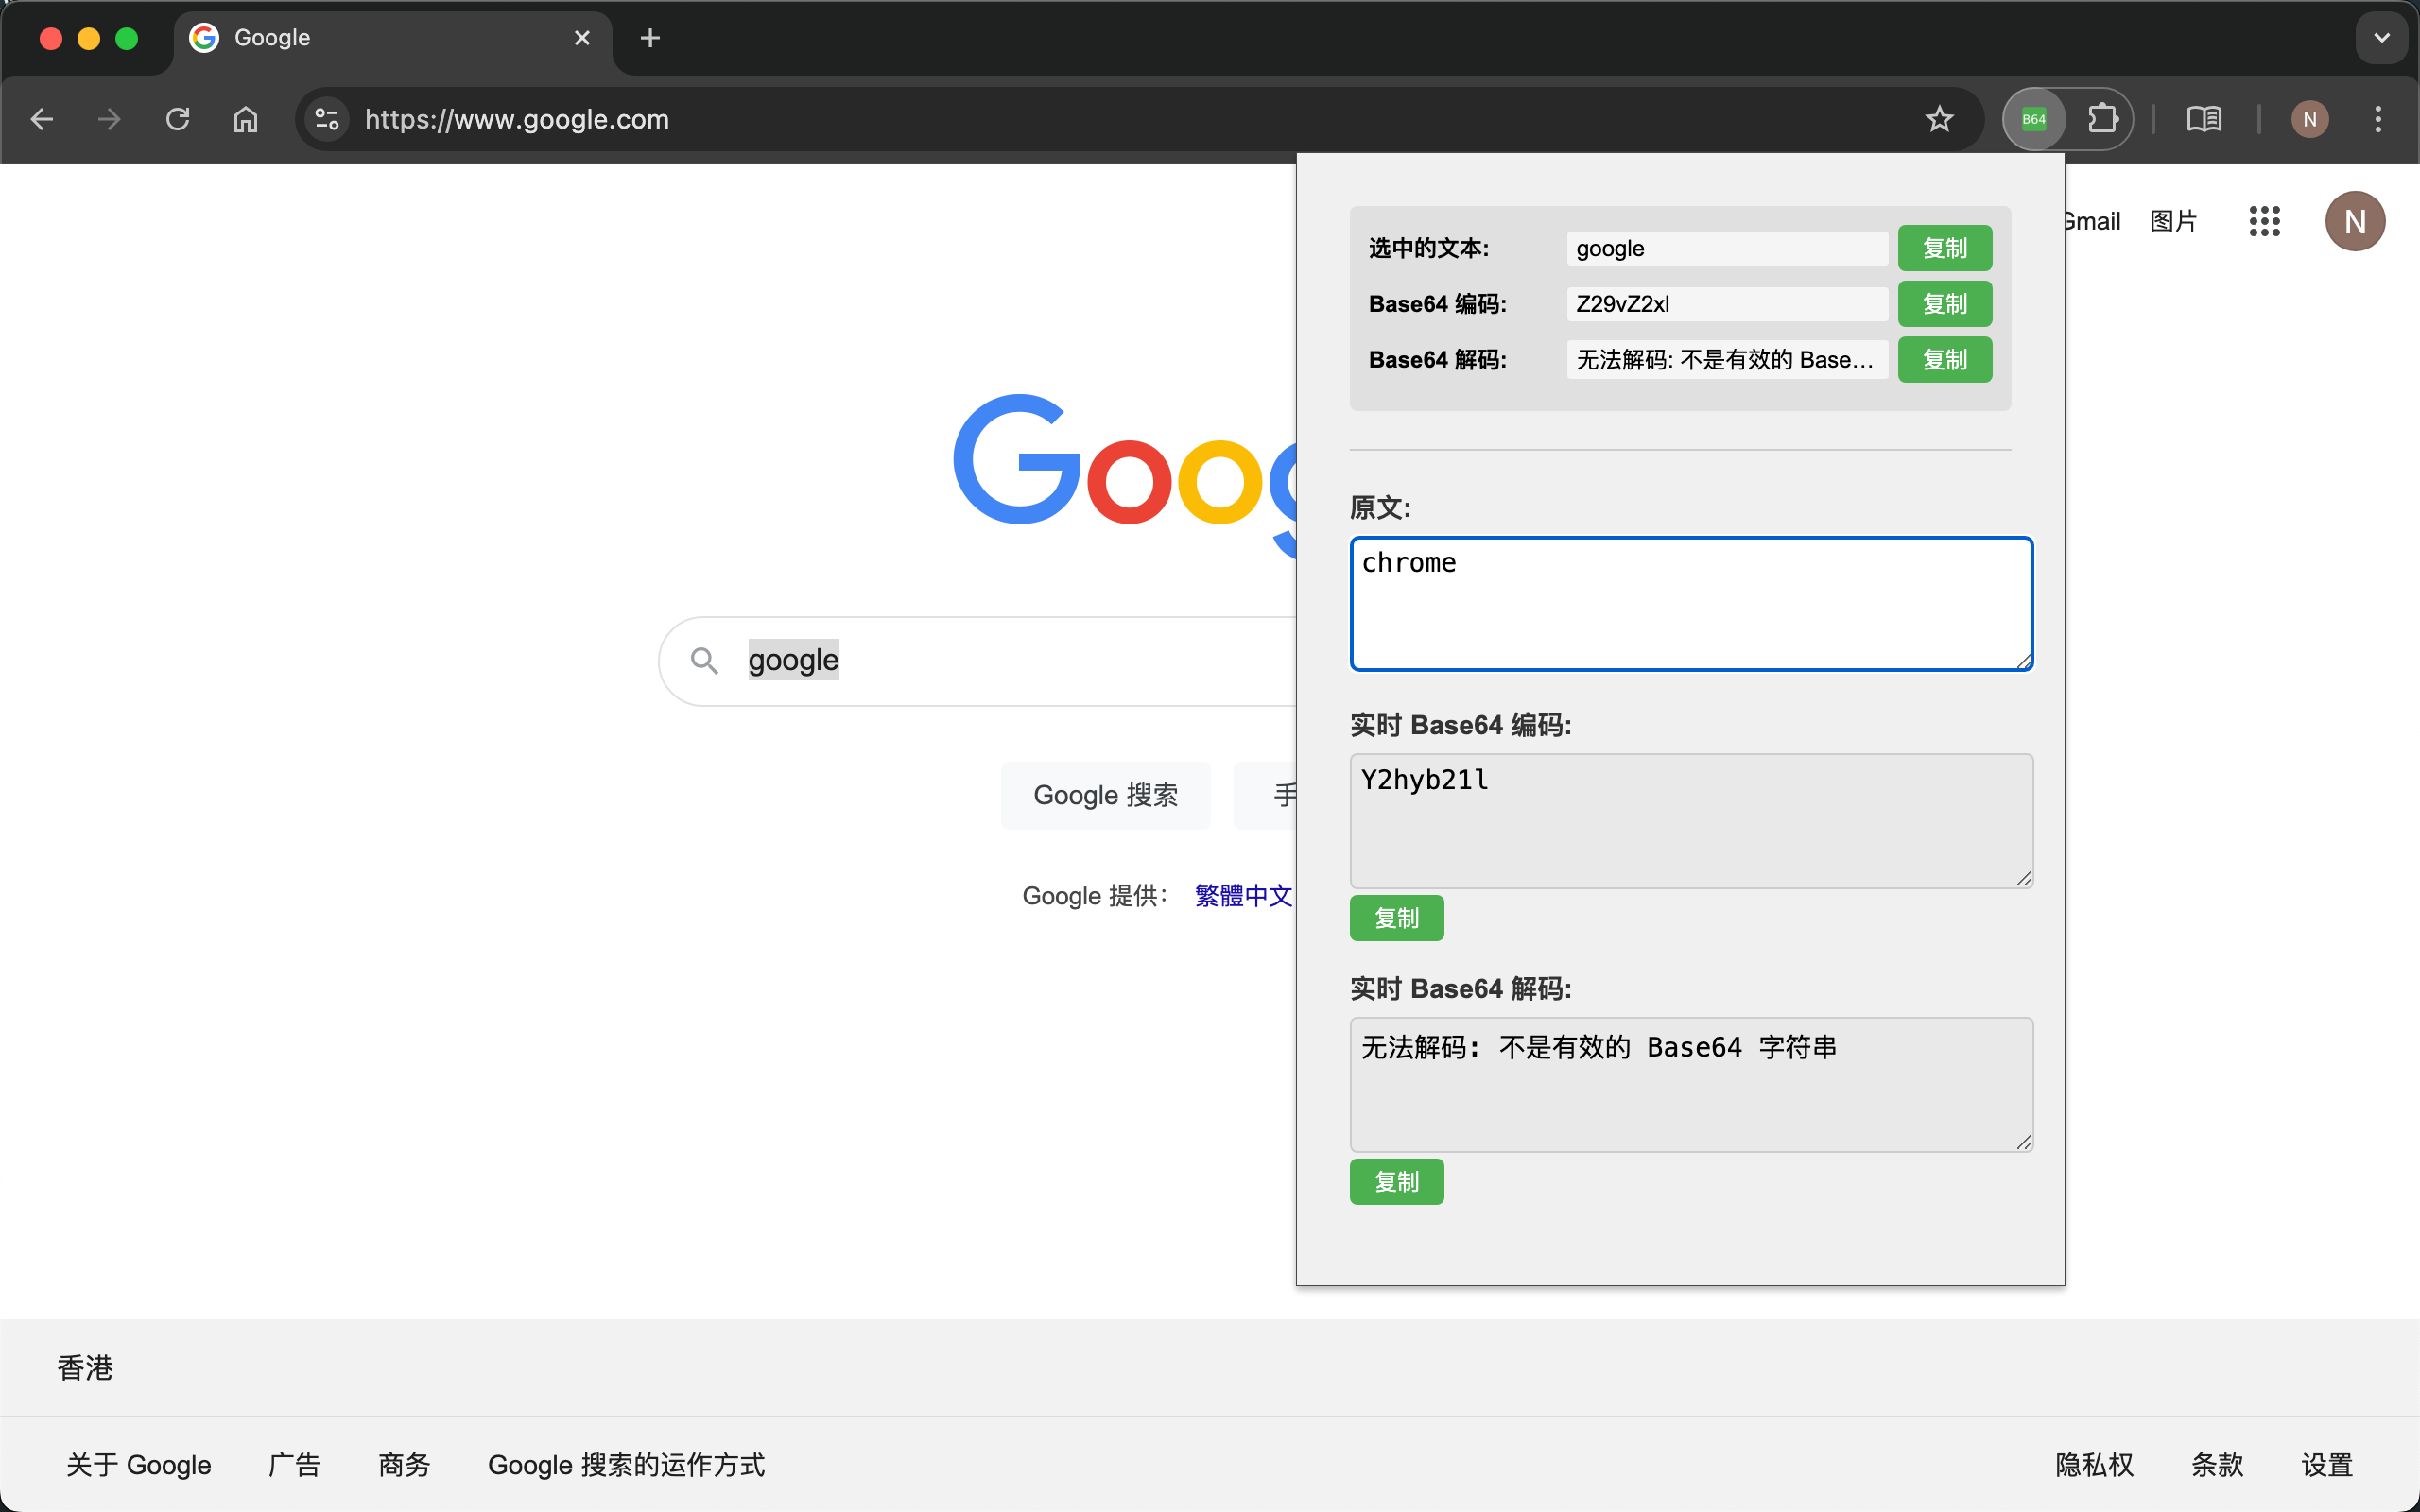 Google
https://www.google.com
B64
N
Gmail
图片
N
选中的文本:
google
复制
Base64 编码:
Z29vZ2xl
复制
Base64 解码:
无法解码: 不是有效的 Base...
复制
Goog
google
Google 搜索
手
Google 提供：
繁體中文
原文:
chrome
实时 Base64 编码:
Y2hyb21l
复制
实时 Base64 解码:
无法解码: 不是有效的 Base64 字符串
复制
香港
关于 Google
广告
商务
Google 搜索的运作方式
隐私权
条款
设置